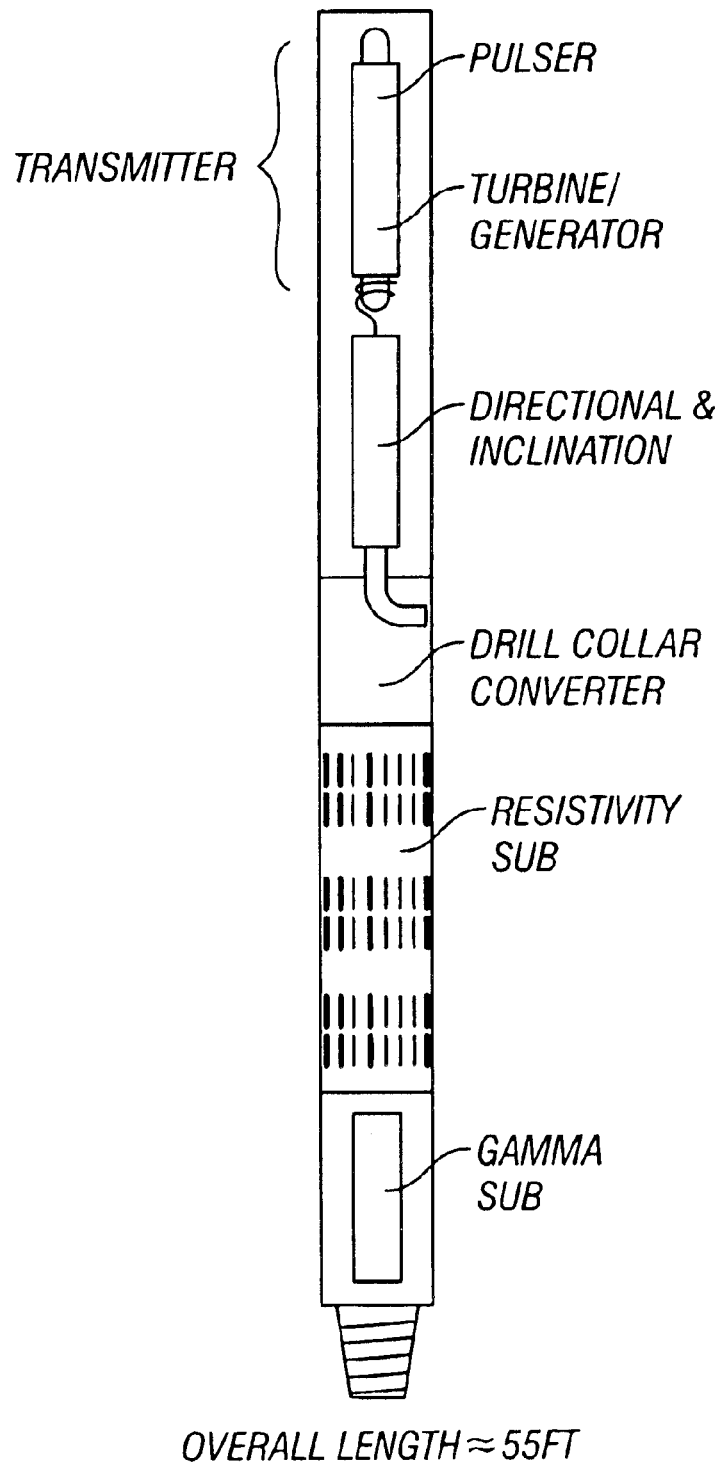 PULSER
TRANSMITTER
TURBINE/
GENERATOR
DIRECTIONAL &
INCLINATION
DRILL COLLAR
CONVERTER
RESISTIVITY
SUB
GAMMA
SUB
OVERALL LENGTH ≈ 55FT